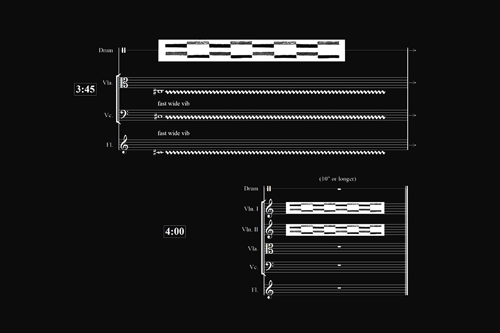 Drum
3:45
Vla.
fast wide vib
Vc.
fast wide vib
Fl.
(10" or longer)
Drum
Vln. I
4:00
Vln. II
Vla.
Vc.
Fl.